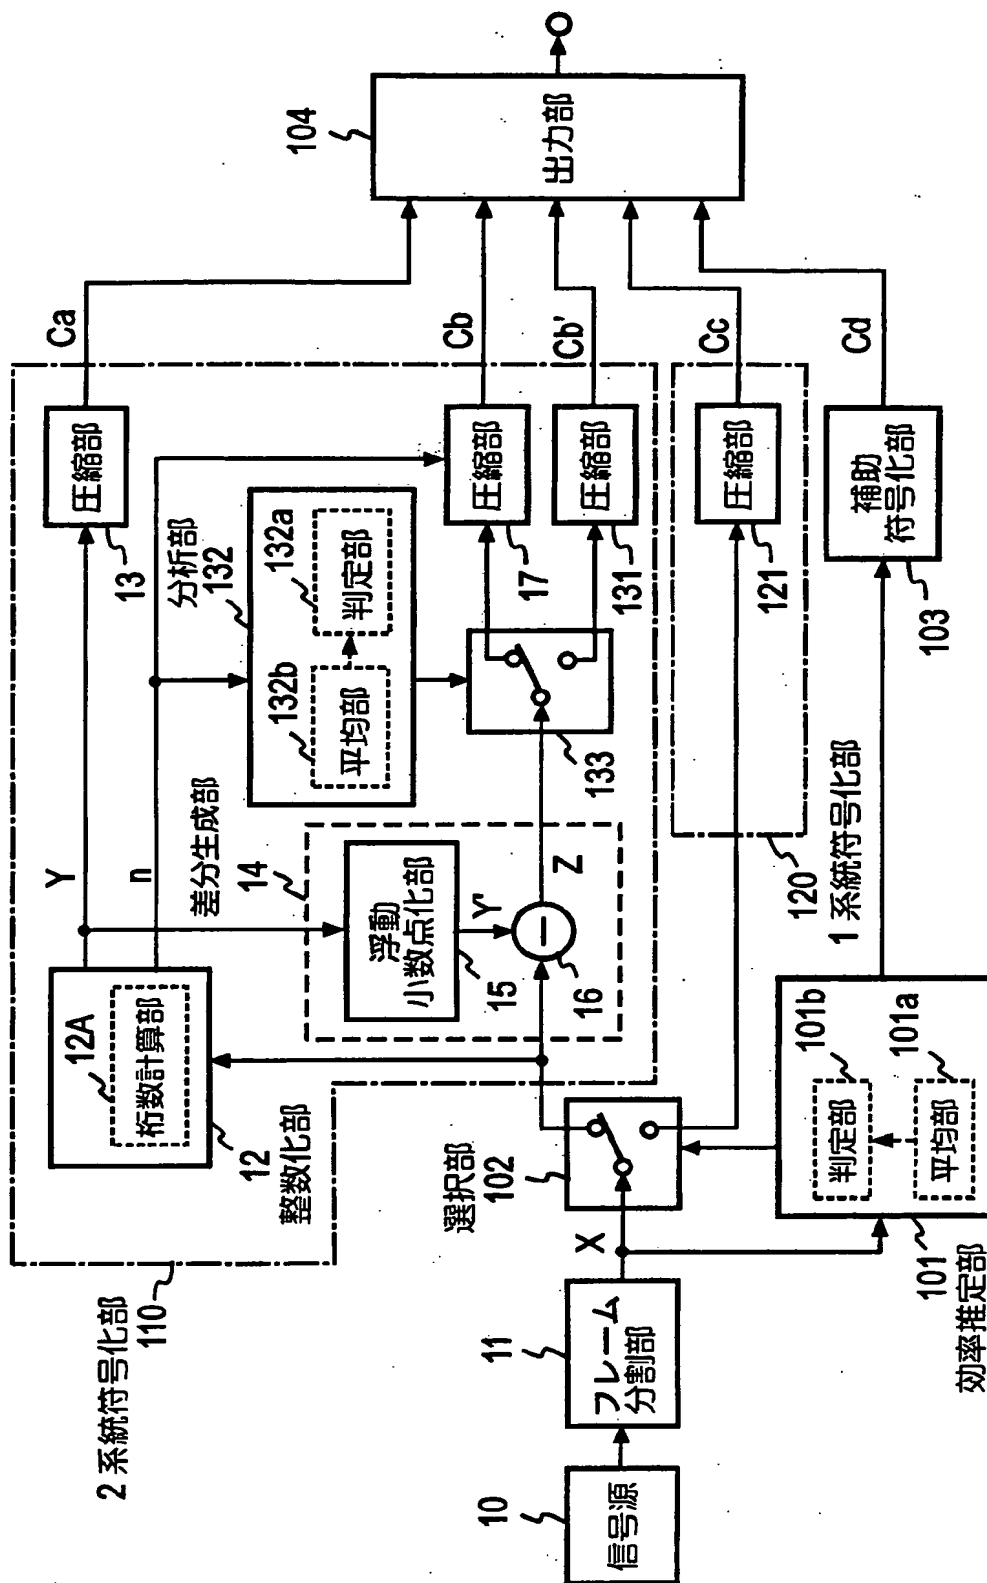 2 系統符号化部
110
12A
桁数計算部
12
整数化部
Y
n
差分生成部
14
浮動
小数点化部
15
Y'
−
16
Z
分析部
132
132b
平均部
132a
判定部
133
圧縮部
13
圧縮部
17
圧縮部
131
Ca
Cb
Cb'
Cc
Cd
104
出力部
10
信号源
11
フレーム
分割部
X
選択部
102
101b
判定部
101a
平均部
101
効率推定部
120
1 系統符号化部
圧縮部
121
補助
符号化部
103